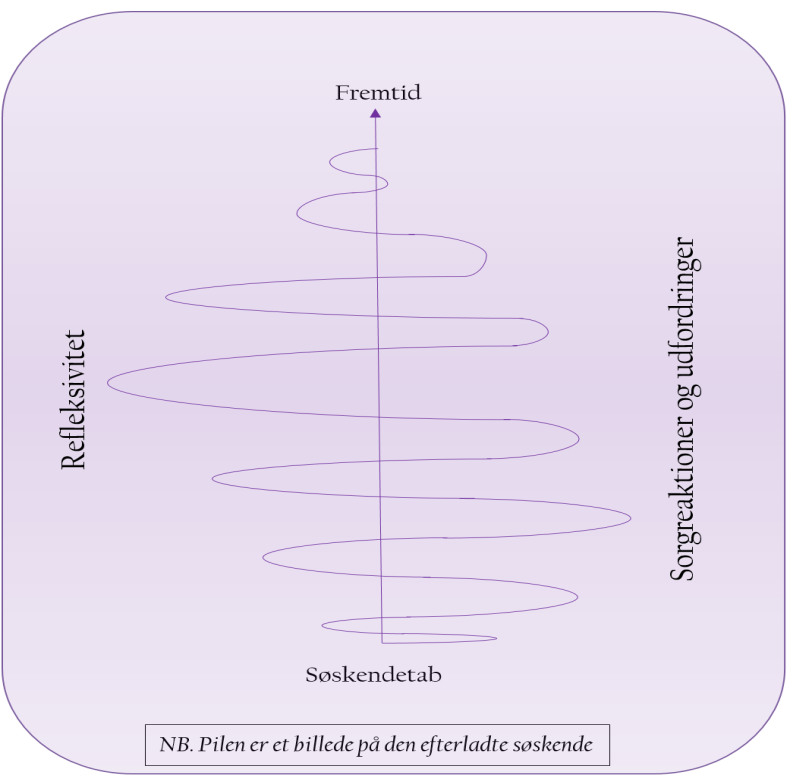 Fremtid
Refleksivitet
Sorgreaktioner og udfordringer
Søskendetab
NB. Pilen er et billede på den efterladte søskende